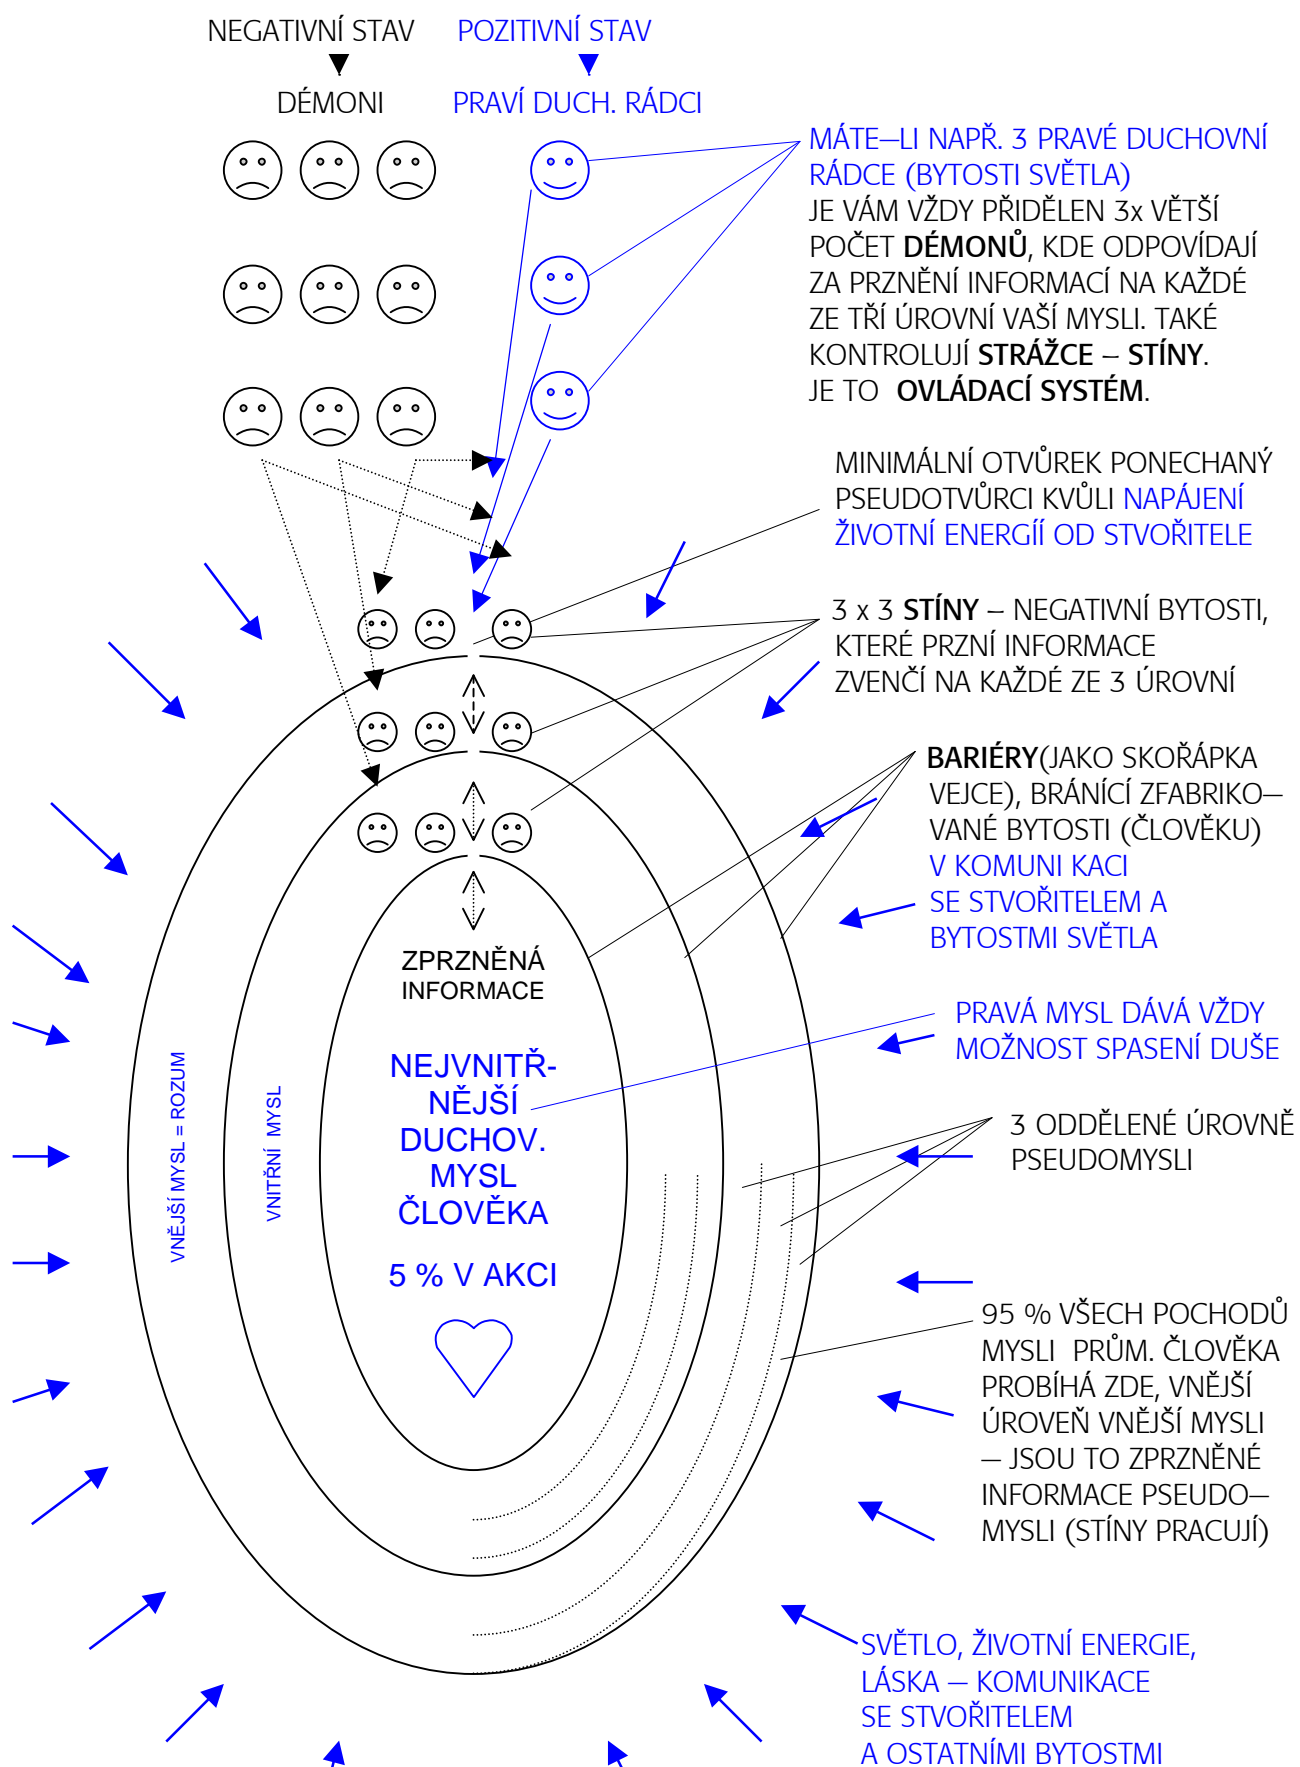 NEGATIVNÍ STAV
POZITIVNÍ STAV
DÉMONI
PRAVÍ DUCH. RÁDCI
MÁTE—LI NAPŘ. 3 PRAVÉ DUCHOVNÍ
RÁDCE (BYTOSTI SVĚTLA)
JE VÁM VŽDY PŘIDĚLEN 3x VĚTŠÍ
POČET DÉMONŮ, KDE ODPOVÍDAJÍ
ZA PRZNĚNÍ INFORMACÍ NA KAŽDÉ
ZE TŘÍ ÚROVNÍ VAŠÍ MYSLI. TAKÉ
KONTROLUJÍ STRÁŽCE – STÍNY.
JE TO OVLÁDACÍ SYSTÉM.
MINIMÁLNÍ OTVŮREK PONECHANÝ
PSEUDOTVŮRCI KVŮLI NAPÁJENÍ
ŽIVOTNÍ ENERGÍÍ OD STVOŘITELE
3 x 3 STÍNY – NEGATIVNÍ BYTOSTI,
KTERÉ PRZNÍ INFORMACE
ZVENČÍ NA KAŽDÉ ZE 3 ÚROVNÍ
BARIÉRY(JAKO SKOŘÁPKA
VEJCE), BRÁNÍCÍ ZFABRIKO—
VANÉ BYTOSTI (ČLOVĚKU)
V KOMUNI KACI
SE STVOŘITELEM A
BYTOSTMI SVĚTLA
ZPRZNĚNÁ
INFORMACE
PRAVÁ MYSL DÁVÁ VŽDY
MOŽNOST SPASENÍ DUŠE
NEJVNITŘ-
NĚJŠÍ
DUCHOV.
MYSL
ČLOVĚKA
5 % V AKCI
VNĚJŠÍ MYSL = ROZUM
VNITŘNÍ MYSL
3 ODDĚLENÉ ÚROVNĚ
PSEUDOMYSLI
95 % VŠECH POCHODŮ
MYSLI PRŮM. ČLOVĚKA
PROBÍHÁ ZDE, VNĚJŠÍ
ÚROVEŇ VNĚJŠÍ MYSLI
— JSOU TO ZPRZNĚNÉ
INFORMACE PSEUDO—
MYSLI (STÍNY PRACUJÍ)
SVĚTLO, ŽIVOTNÍ ENERGIE,
LÁSKA — KOMUNIKACE
SE STVOŘITELEM
A OSTATNÍMI BYTOSTMI